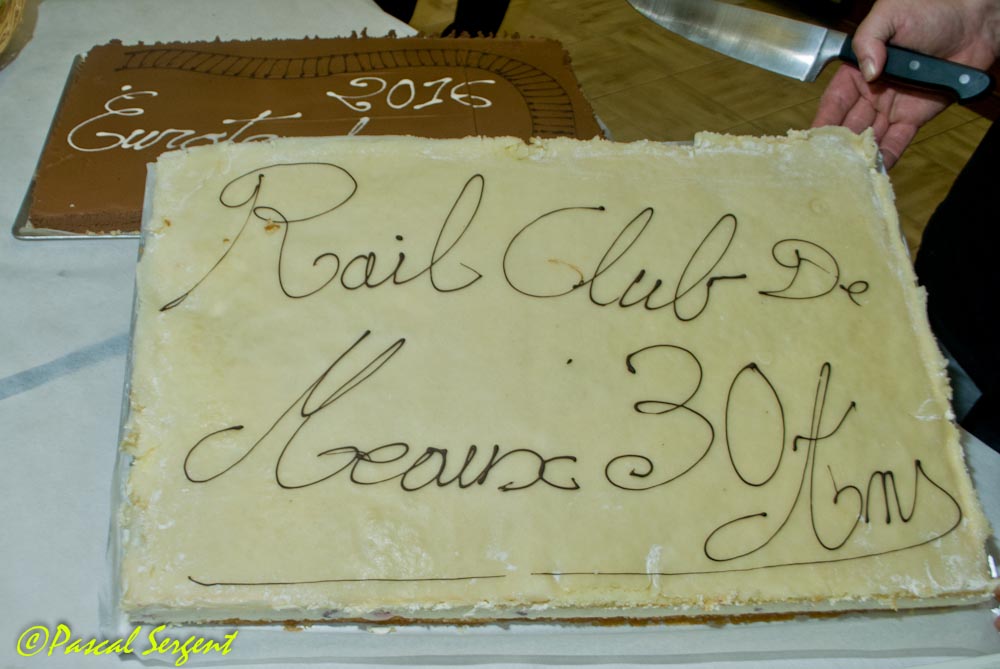 2016
Rail Club De
Meaux 30 Ans
©Pascal Sergent